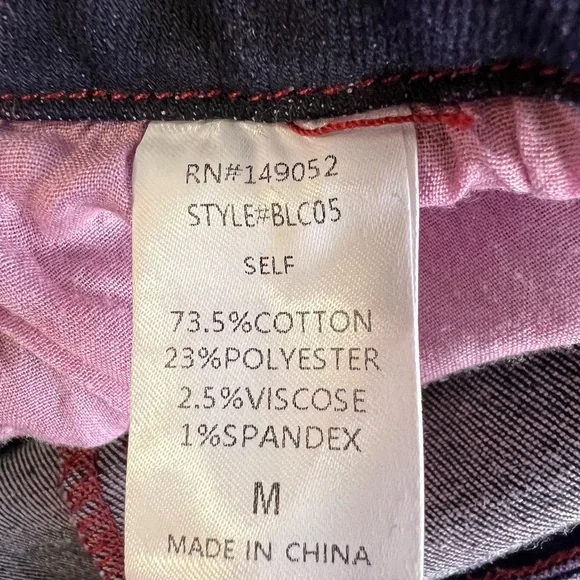 RN#149052
STYLE#BLC05
SELF
73.5%COTTON
23%POLYESTER
2.5%VISCOSE
1%SPANDEX
M
MADE IN CHINA